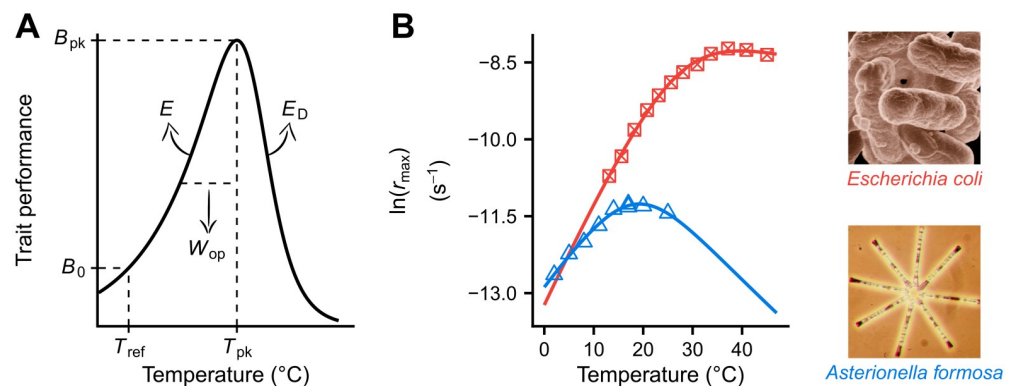 A
Trait performance
B_pk
B_0
E
E_D
W_op
T_ref
T_pk
Temperature (°C)
B
ln(r_max)
(s⁻¹)
−8.5
−10.0
−11.5
−13.0
0 10 20 30 40
Temperature (°C)
Escherichia coli
Asterionella formosa